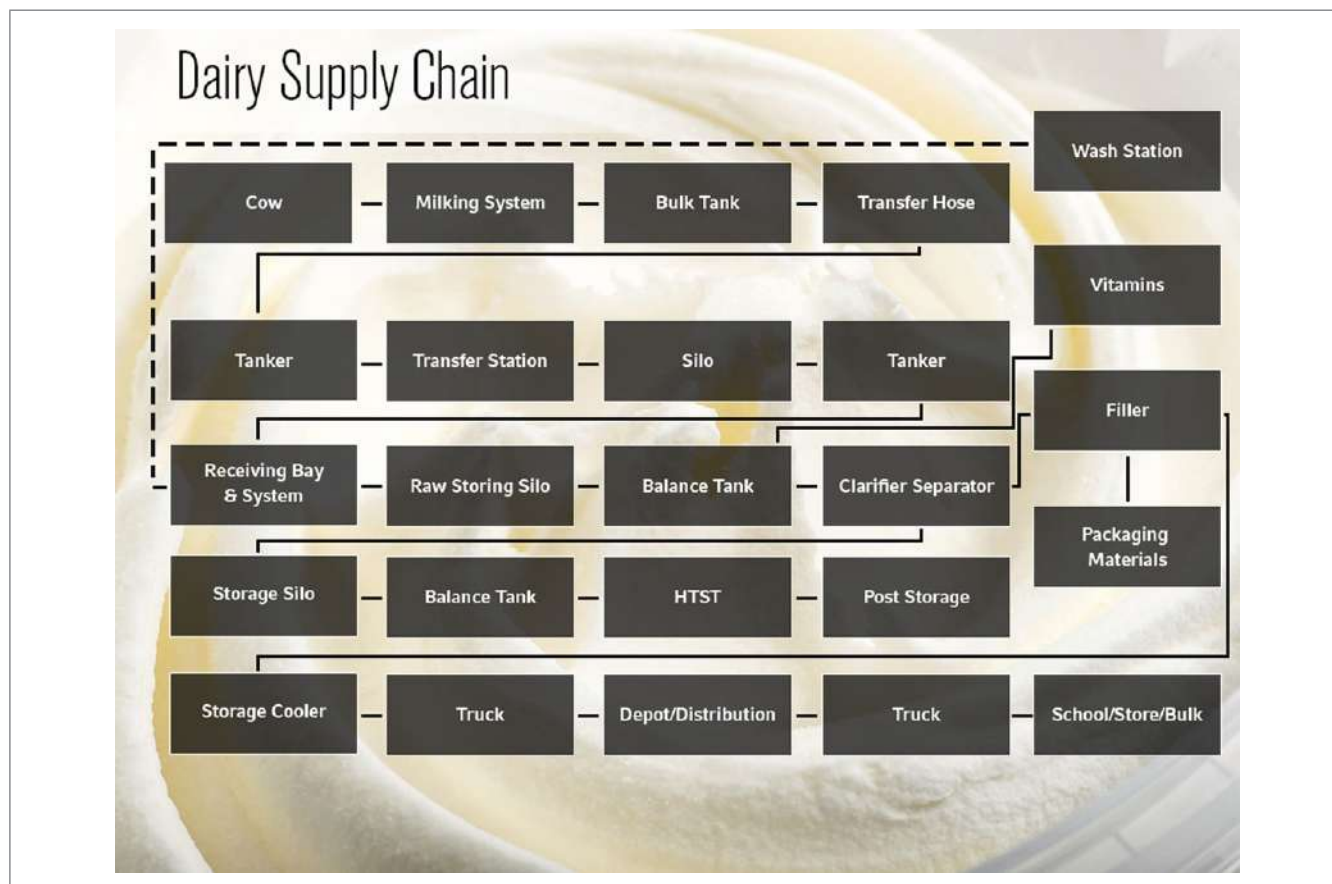 Dairy Supply Chain
Wash Station
Cow
Milking System
Bulk Tank
Transfer Hose
Vitamins
Tanker
Transfer Station
Silo
Tanker
Filler
Receiving Bay
& System
Raw Storing Silo
Balance Tank
Clarifier Separator
Packaging
Materials
Storage Silo
Balance Tank
HTST
Post Storage
Storage Cooler
Truck
Depot/Distribution
Truck
School/Store/Bulk